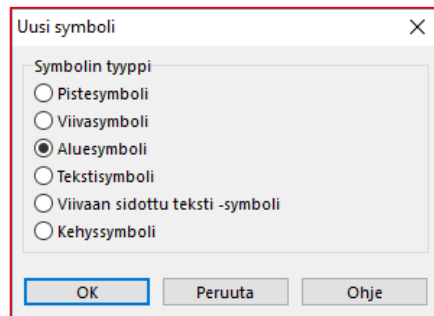 Uusi symboli
Symbolin tyyppi
Pistesymboli
Viivasymboli
Aluesymboli
Tekstisymboli
Viivaan sidottu teksti -symboli
Kehyssymboli
OK Peruuta Ohje